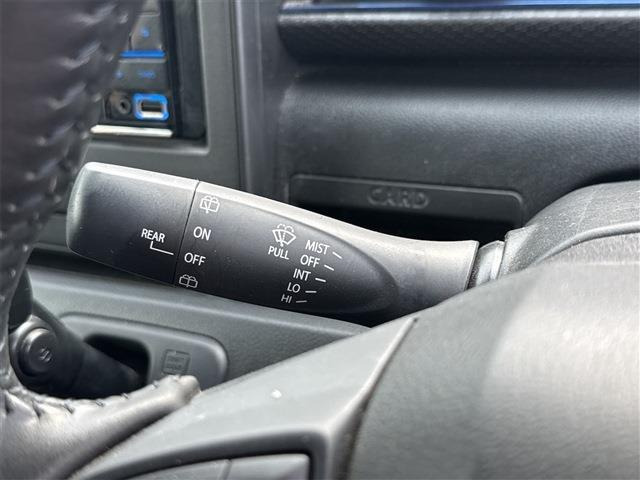 CARD
REAR
ON
OFF
PULL
MIST
OFF
INT
LO
HI